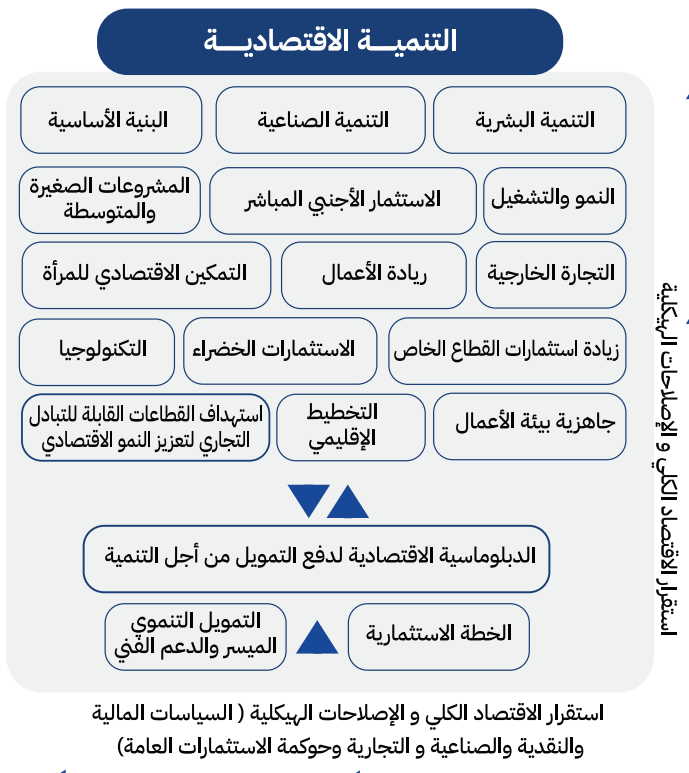 التنميـــة الاقتصاديـــة
التنمية البشرية
التنمية الصناعية
البنية الأساسية
النمو والتشغيل
الاستثمار الأجنبي المباشر
المشروعات الصغيرة
والمتوسطة
التجارة الخارجية
ريادة الأعمال
التمكين الاقتصادي للمرأة
زيادة استثمارات القطاع الخاص
الاستثمارات الخضراء
التكنولوجيا
جاهزية بيئة الأعمال
التخطيط
الإقليمي
استهداف القطاعات القابلة للتبادل
التجاري لتعزيز النمو الاقتصادي
الدبلوماسية الاقتصادية لدفع التمويل من أجل التنمية
الخطة الاستثمارية
التمويل التنموي
الميسر والدعم الفني
استقرار الاقتصاد الكلي و الإصلاحات الهيكلية
استقرار الاقتصاد الكلي و الإصلاحات الهيكلية ( السياسات المالية
والنقدية والصناعية و التجارية وحوكمة الاستثمارات العامة)